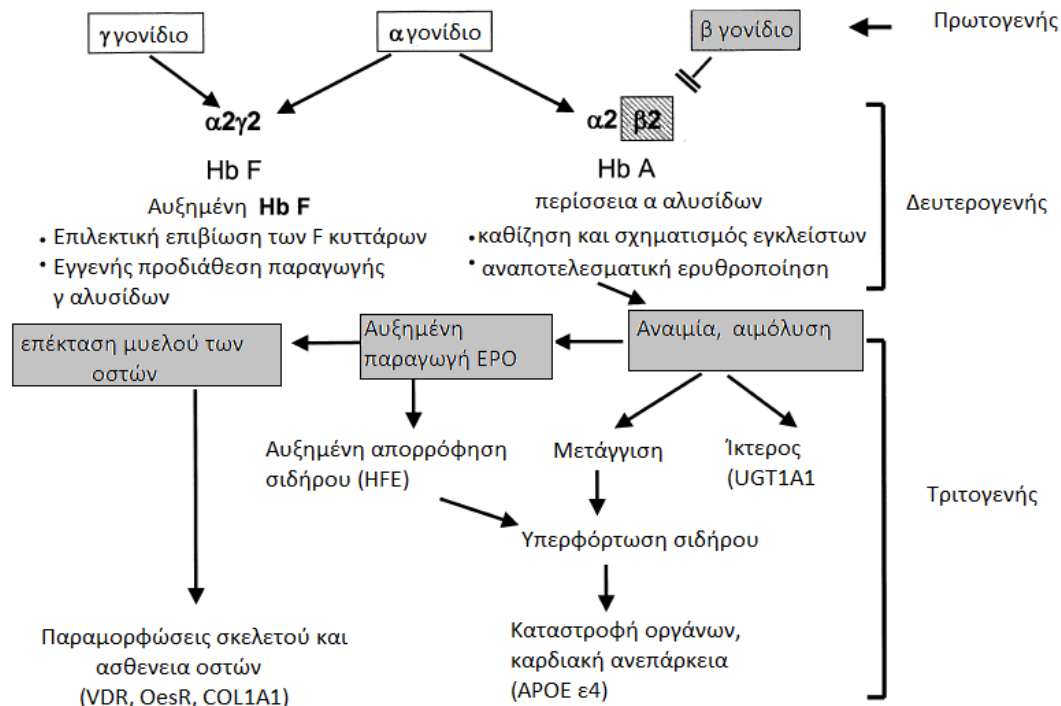 γ γονίδιο
α γονίδιο
β γονίδιο
Πρωτογενής
α2γ2
α2 β2
Hb F
Hb A
Δευτερογενής
Αυξημένη Hb F
• Επιλεκτική επιβίωση των F κυττάρων
• Εγγενής προδιάθεση παραγωγής
γ αλυσίδων
περίσσεια α αλυσίδων
•καθίζηση και σχηματισμός εγκλείστων
• αναποτελεσματική ερυθροποίηση
επέκταση μυελού των
οστών
Αυξημένη
παραγωγή EPO
Αναιμία, αιμόλυση
Αυξημένη απορρόφηση
σιδήρου (HFE)
Μετάγγιση
Ίκτερος
(UGT1A1
Τριτογενής
Υπερφόρτωση σιδήρου
Παραμορφώσεις σκελετού και
ασθενεια οστών
(VDR, OesR, COL1A1)
Καταστροφή οργάνων,
καρδιακή ανεπάρκεια
(APOE ε4)